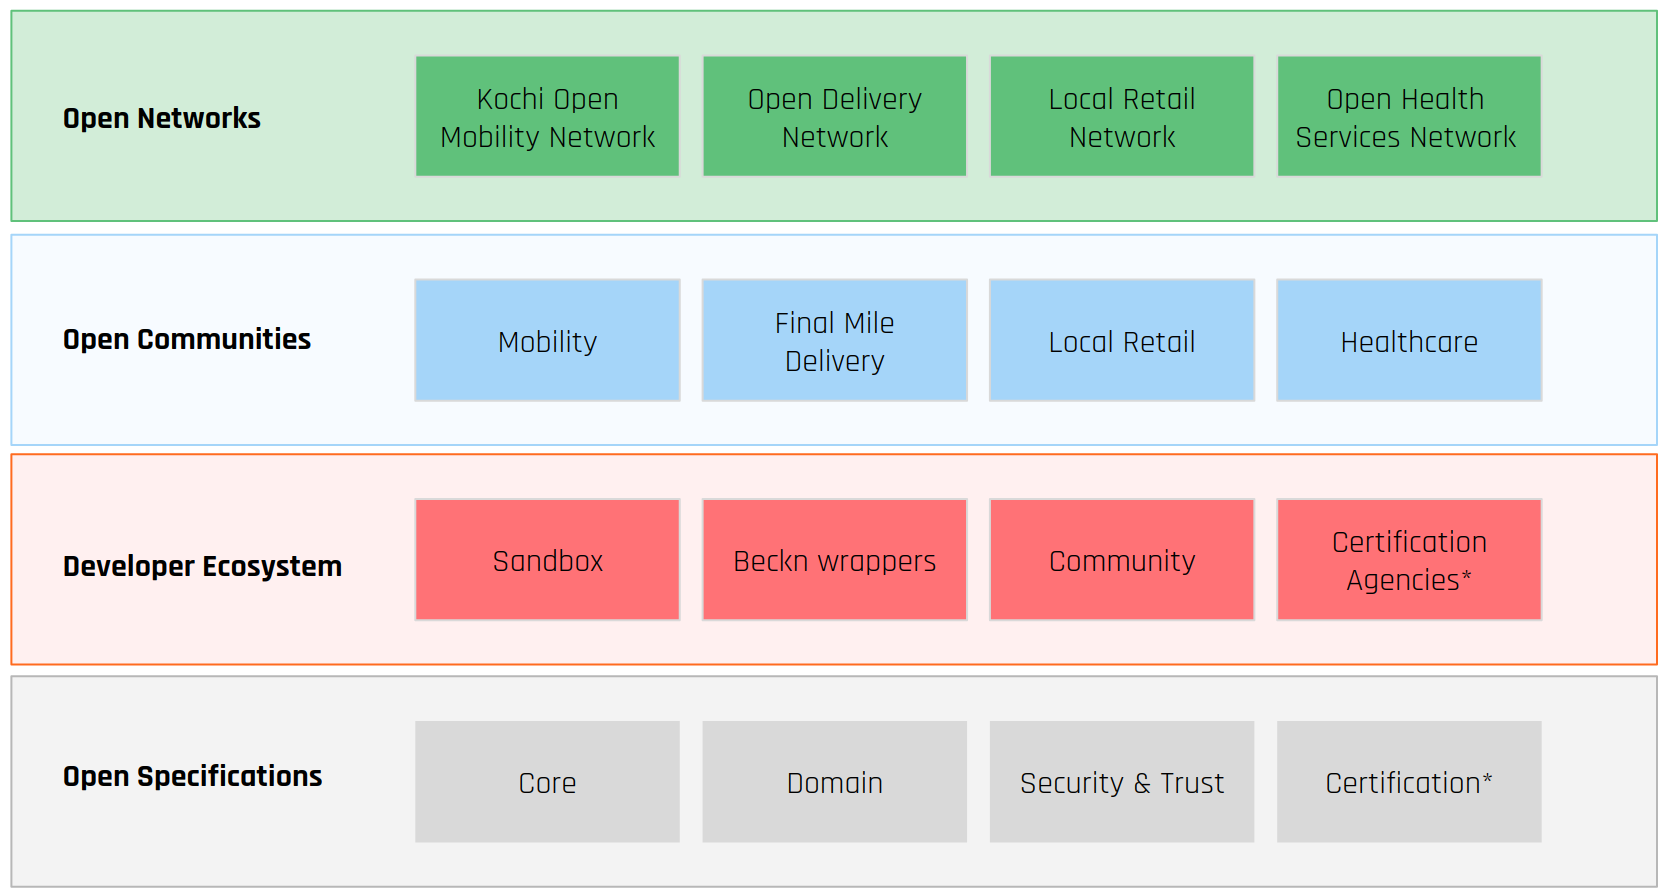 Open Networks
Kochi Open
Mobility Network
Open Delivery
Network
Local Retail
Network
Open Health
Services Network
Open Communities
Mobility
Final Mile
Delivery
Local Retail
Healthcare
Developer Ecosystem
Sandbox
Beckn wrappers
Community
Certification
Agencies*
Open Specifications
Core
Domain
Security & Trust
Certification*